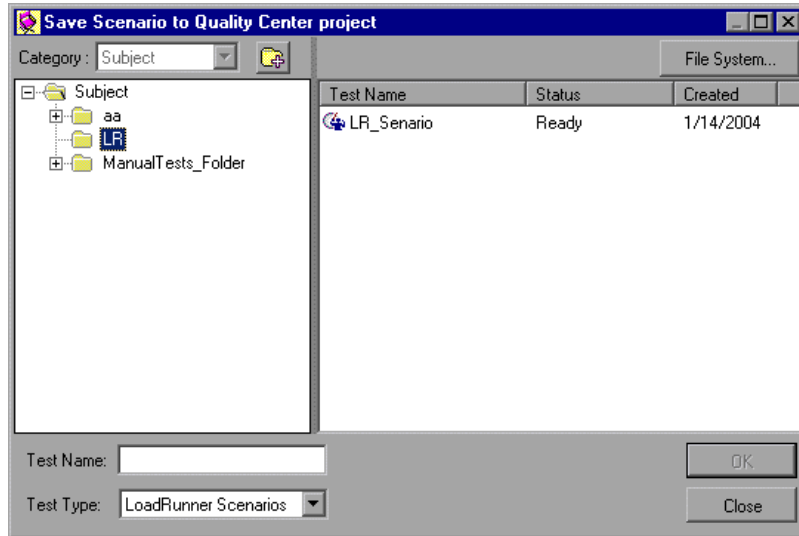 Save Scenario to Quality Center project
Category : Subject
File System...
Subject
aa
LR
ManualTests_Folder
Test Name Status Created
LR_Senario Ready 1/14/2004
Test Name:
OK
Test Type: LoadRunner Scenarios
Close